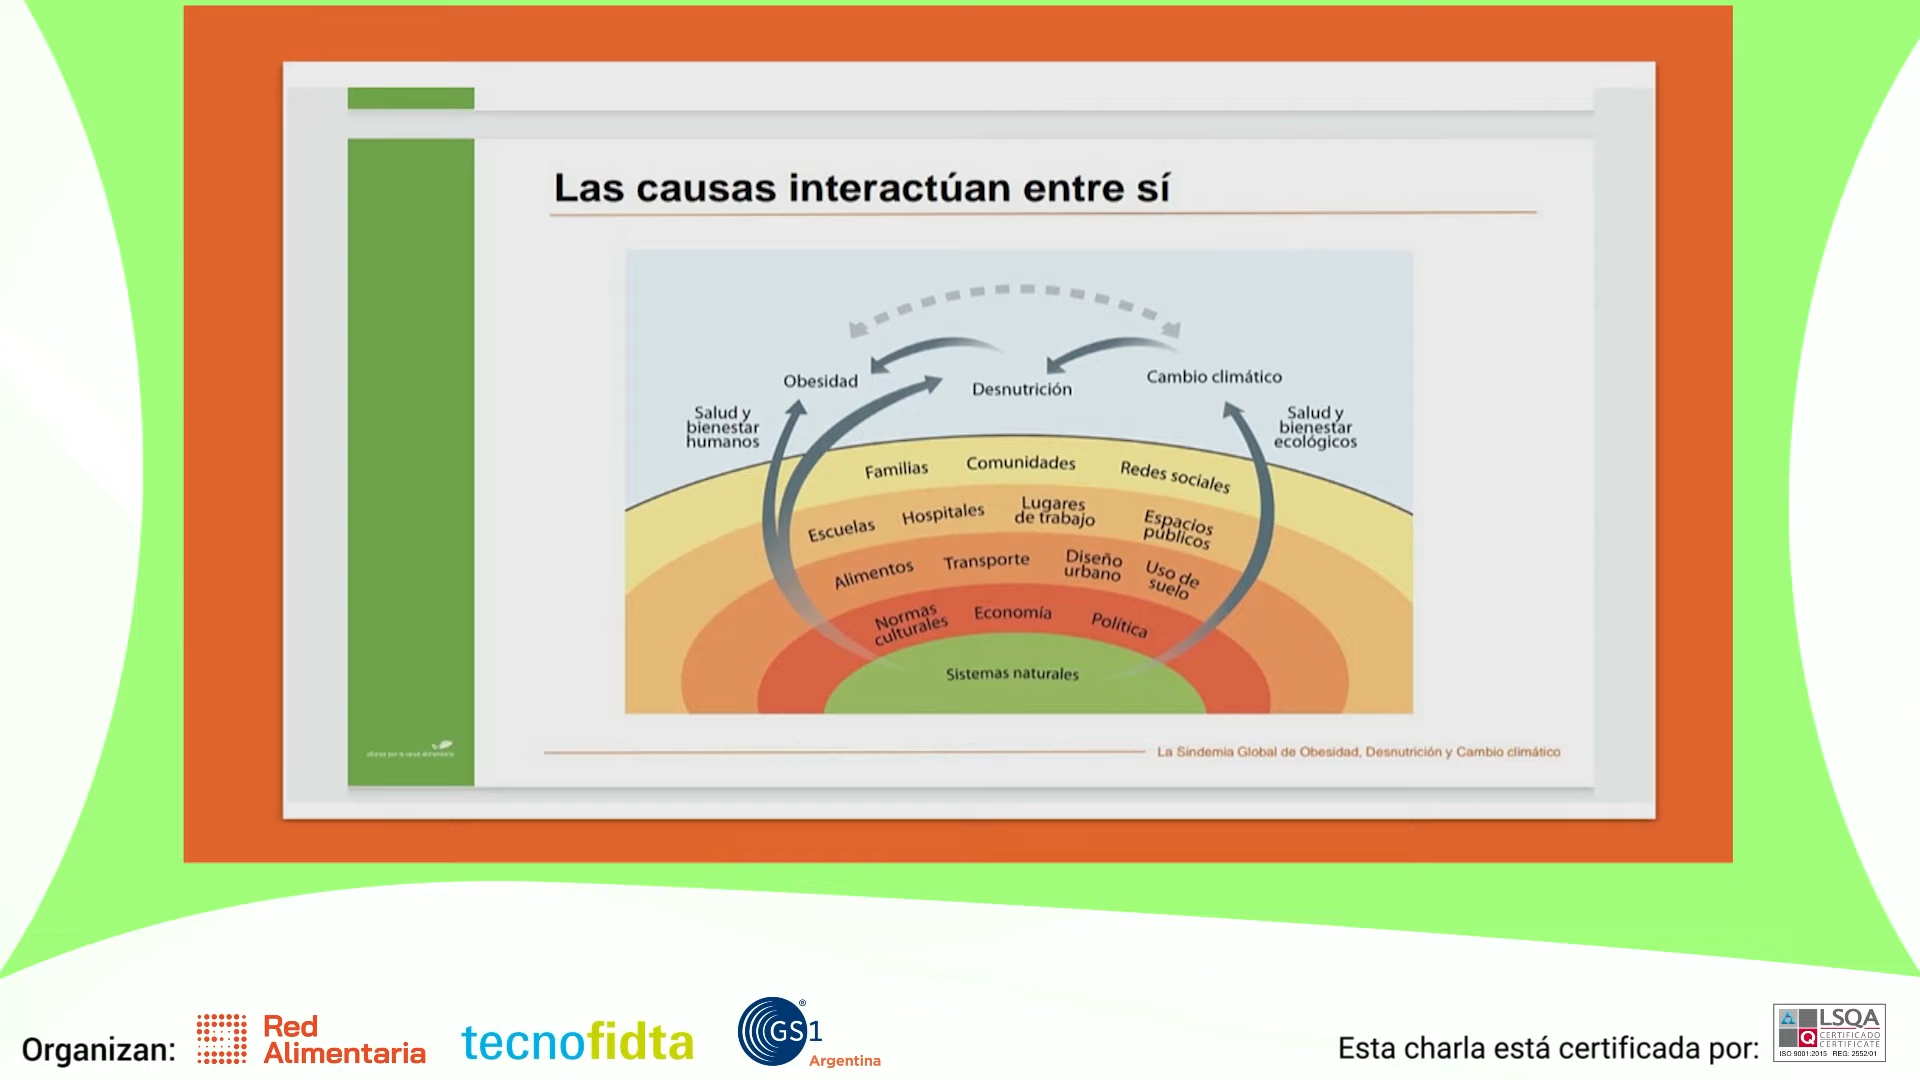 Las causas interactúan entre sí
Obesidad
Desnutrición
Cambio climático
Salud y
bienestar
humanos
Salud y
bienestar
ecológicos
Familias
Comunidades
Redes sociales
Escuelas
Hospitales
Lugares
de trabajo
Espacios
públicos
Alimentos
Transporte
Diseño
urbano
Uso de
suelo
Normas
culturales
Economía
Política
Sistemas naturales
La Sindemia Global de Obesidad, Desnutrición y Cambio climático
Organizan:
Red
Alimentaria
tecnofidta
GS1
®
Argentina
Esta charla está certificada por:
LSQA
Q
CERTIFICADO
CERTIFICATE
ISO 9001:2015 REG: 2552/01